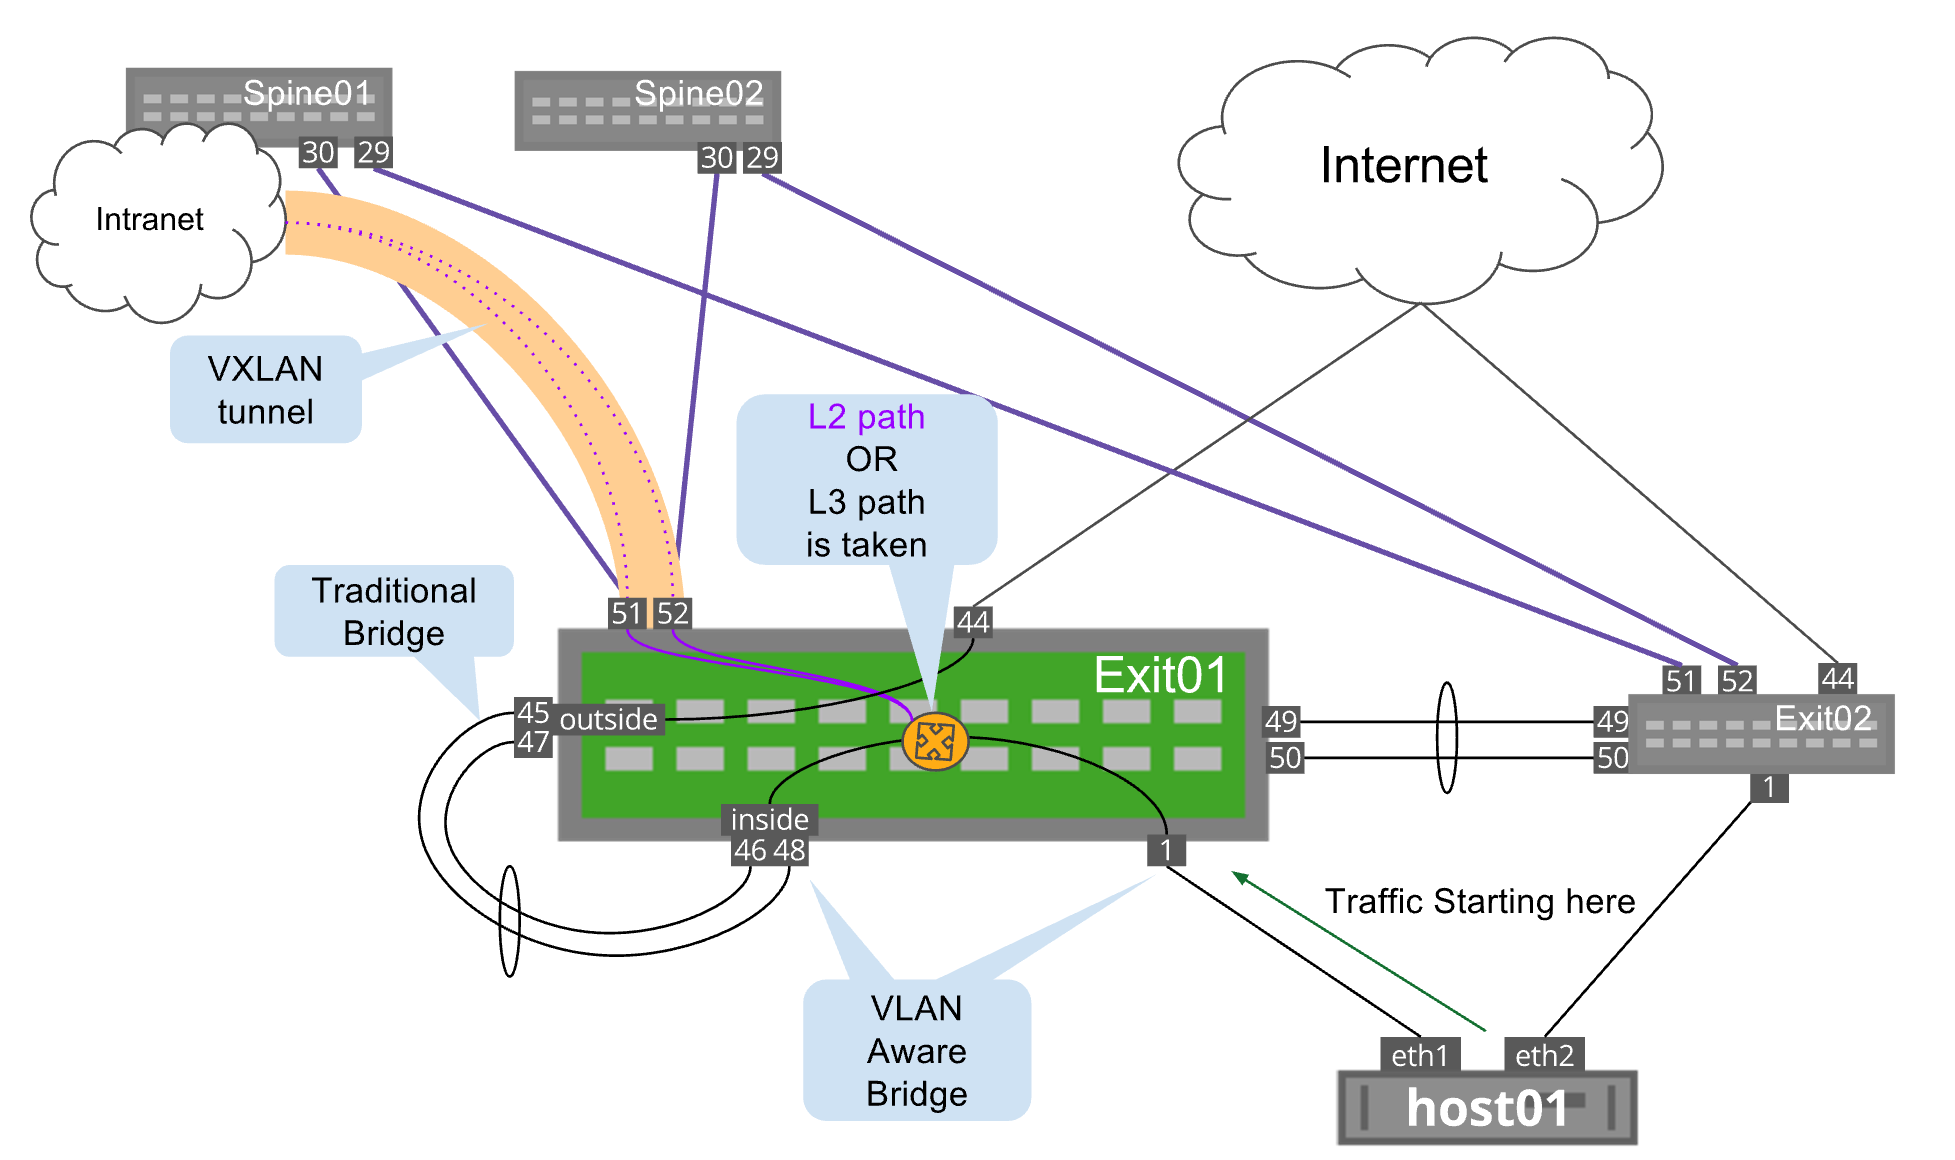 Spine01
30 29
Spine02
30 29
Internet
Intranet
VXLAN
tunnel
L2 path
OR
L3 path
is taken
Traditional
Bridge
51 52
44
Exit01
45
47
outside
inside
46 48
1
49
50
49
50
51 52
44
Exit02
1
Traffic Starting here
VLAN
Aware
Bridge
eth1 eth2
host01